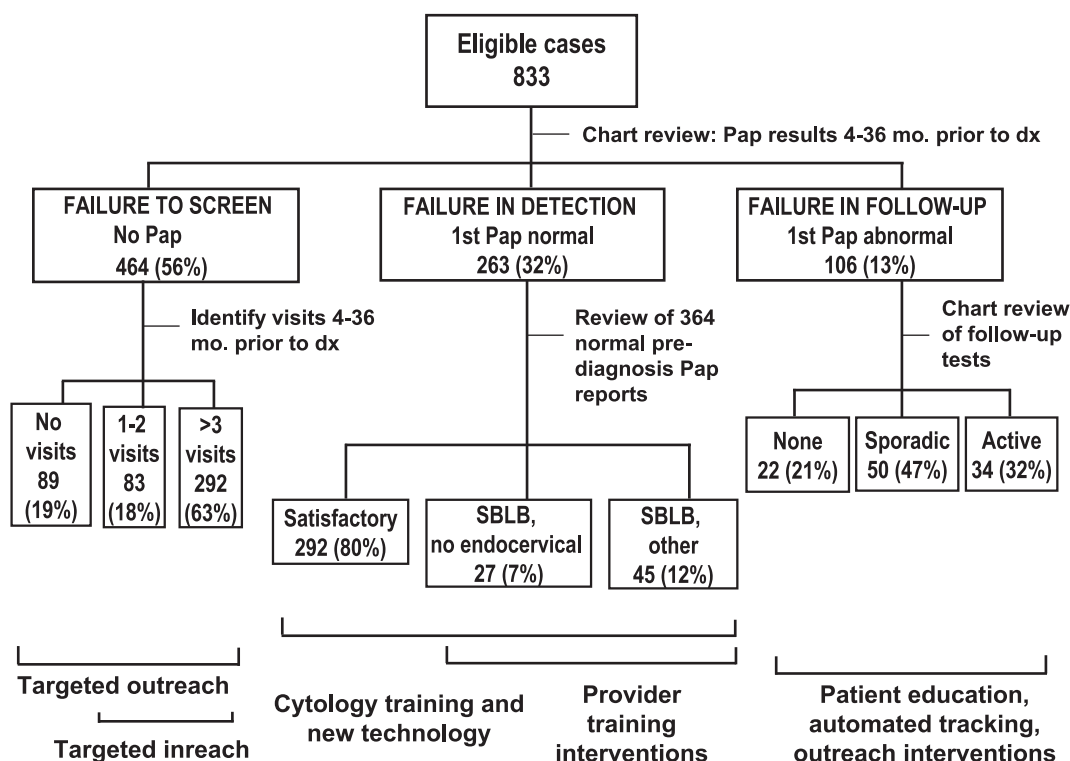 Eligible cases
833
Chart review: Pap results 4-36 mo. prior to dx
FAILURE TO SCREEN
No Pap
464 (56%)
FAILURE IN DETECTION
1st Pap normal
263 (32%)
FAILURE IN FOLLOW-UP
1st Pap abnormal
106 (13%)
Identify visits 4-36
mo. prior to dx
Review of 364
normal pre-
diagnosis Pap
reports
Chart review
of follow-up
tests
No
visits
89
(19%)
1-2
visits
83
(18%)
>3
visits
292
(63%)
Satisfactory
292 (80%)
SBLB,
no endocervical
27 (7%)
SBLB,
other
45 (12%)
None
22 (21%)
Sporadic
50 (47%)
Active
34 (32%)
Targeted outreach
Targeted inreach
Cytology training and
new technology
Provider
training
interventions
Patient education,
automated tracking,
outreach interventions